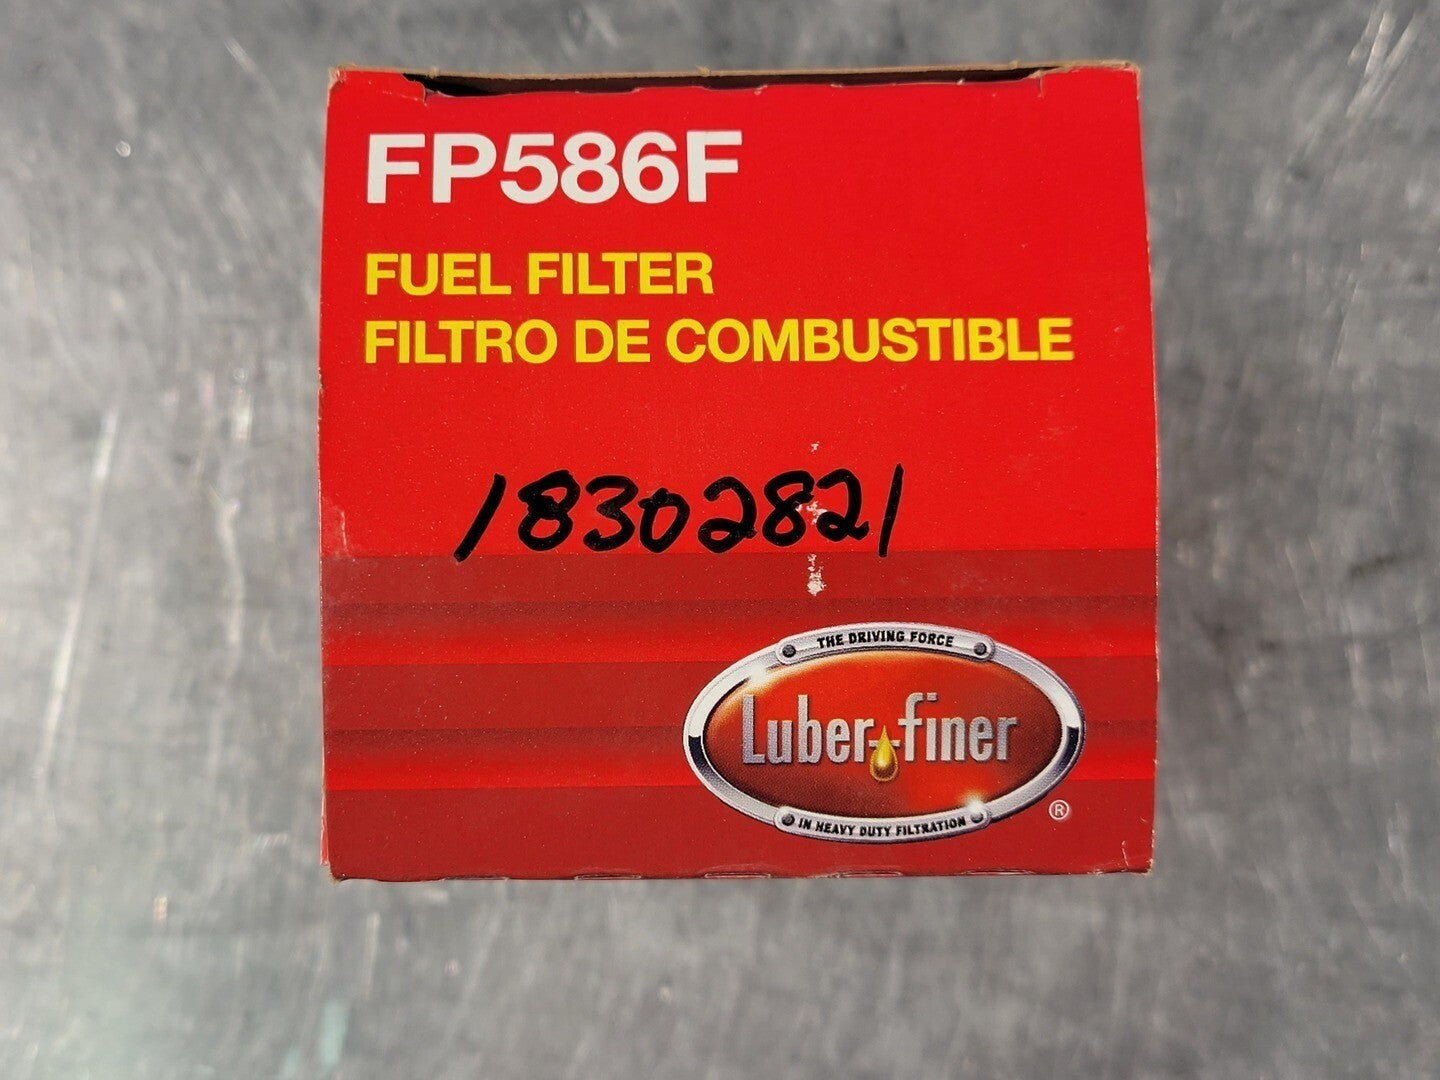 FP586F
FUEL FILTER
FILTRO DE COMBUSTIBLE
18302821
THE DRIVING FORCE
Luber-finer
®
IN HEAVY DUTY FILTRATION